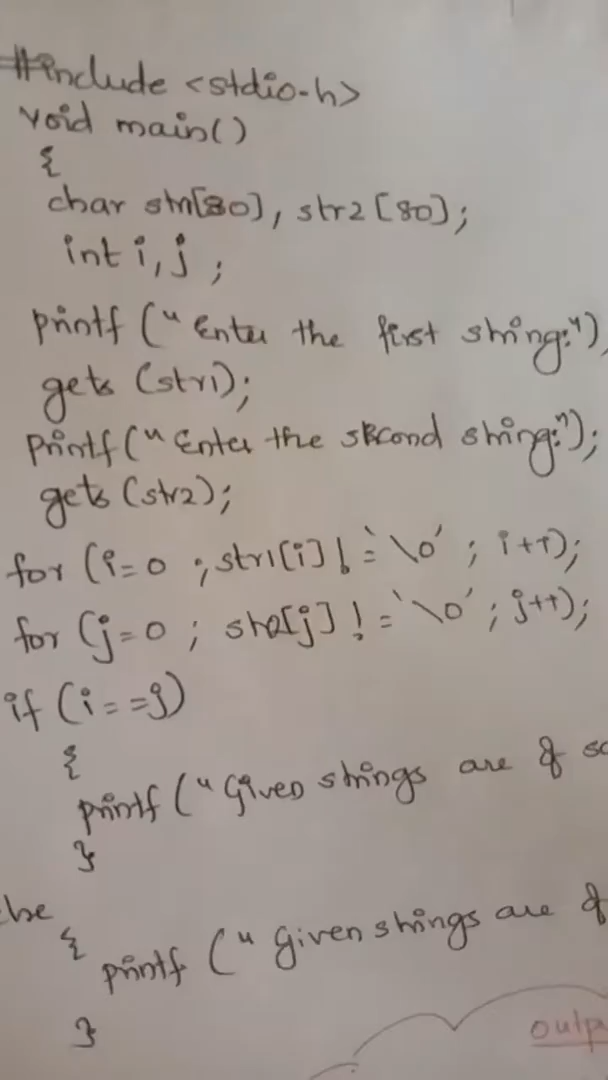 #include <stdio.h>
void main()
{
char str1[80], str2[80];
int i, j ;
printf ("Enter the first string:")
gets (str1);
printf ("Enter the second string:");
gets (str2);
for (i=0 ; str1[i] != '\0' ; i++);
for (j=0 ; str2[j] != '\0' ; j++);
if (i==j)
{
printf ("Given strings are of
}
{
printf ("Given strings are of
}